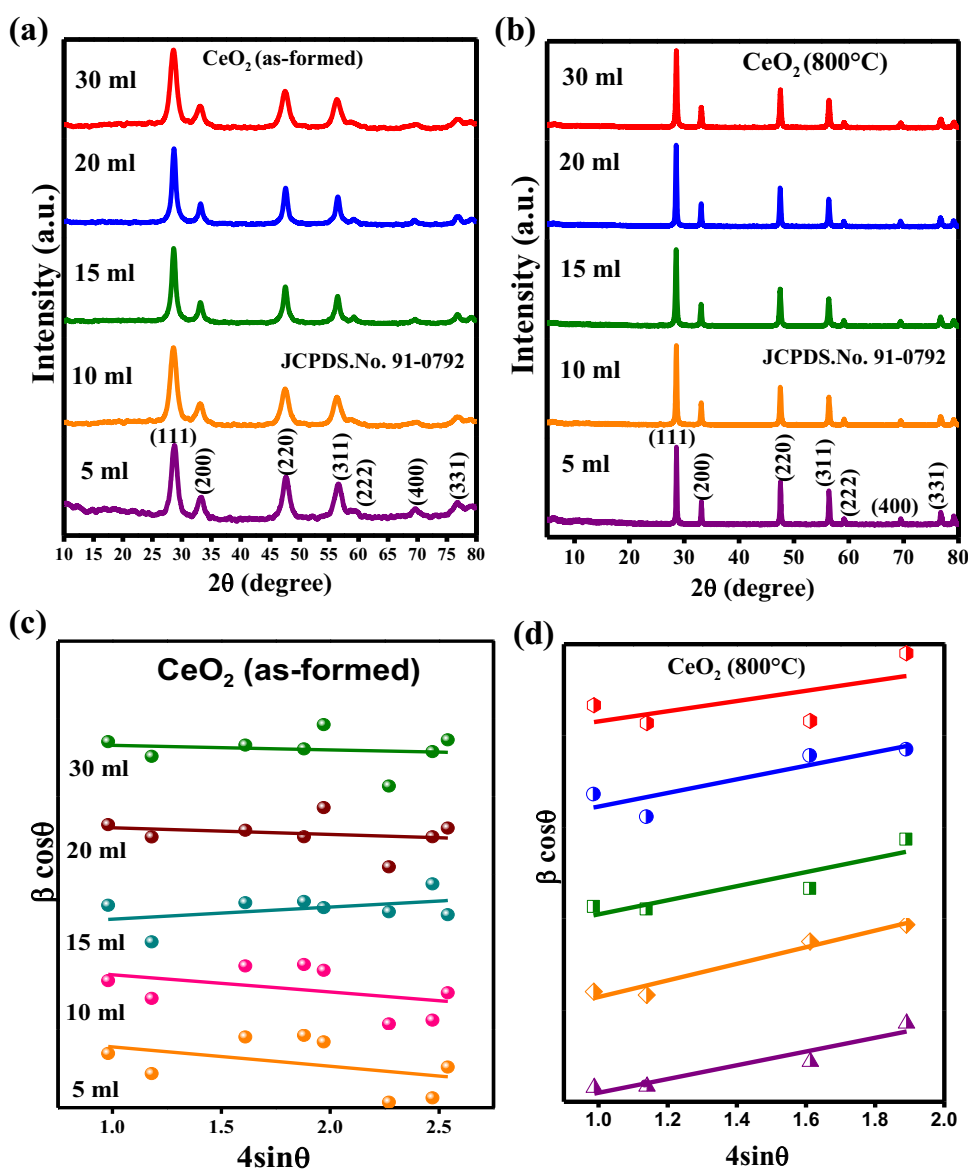 (a)
CeO2 (as-formed)
30 ml
20 ml
15 ml
JCPDS.No. 91-0792
10 ml
(111)
(200)
(220)
(311)
(222)
(400)
(331)
5 ml
Intensity (a.u.)
10 15 20 25 30 35 40 45 50 55 60 65 70 75 80
2θ (degree)
(b)
CeO2 (800°C)
30 ml
20 ml
15 ml
JCPDS.No. 91-0792
10 ml
(111)
(200)
(220)
(311)
(222)
(400)
(331)
5 ml
Intensity (a.u.)
10 20 30 40 50 60 70 80
2θ (degree)
(c)
CeO2 (as-formed)
30 ml
20 ml
15 ml
10 ml
5 ml
β cosθ
1.0 1.5 2.0 2.5
4sinθ
(d)
CeO2 (800°C)
β cosθ
1.0 1.2 1.4 1.6 1.8 2.0
4sinθ